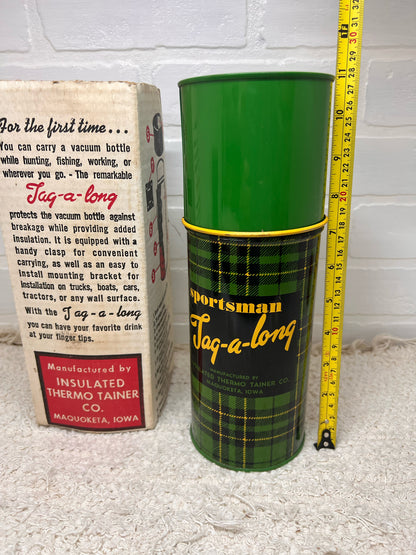 For the first time...
You can carry a vacuum bottle
while hunting, fishing, working, or
wherever you go. - The remarkable
Tag-a-long
protects the vacuum bottle against
breakage while providing added
insulation. It is equipped with a
handy clasp for convenient
carrying, as well as an easy to
install mounting bracket for
installation on trucks, boats, cars,
tractors, or any wall surface.
With the Tag-a-long
you can have your favorite drink
at your finger tips.
Manufactured by
INSULATED
THERMO TAINER
CO.
MAQUOKETA, IOWA
sportsman
Tag-a-long
MANUFACTURED BY
INSULATED THERMO TAINER CO.
MAQUOKETA, IOWA